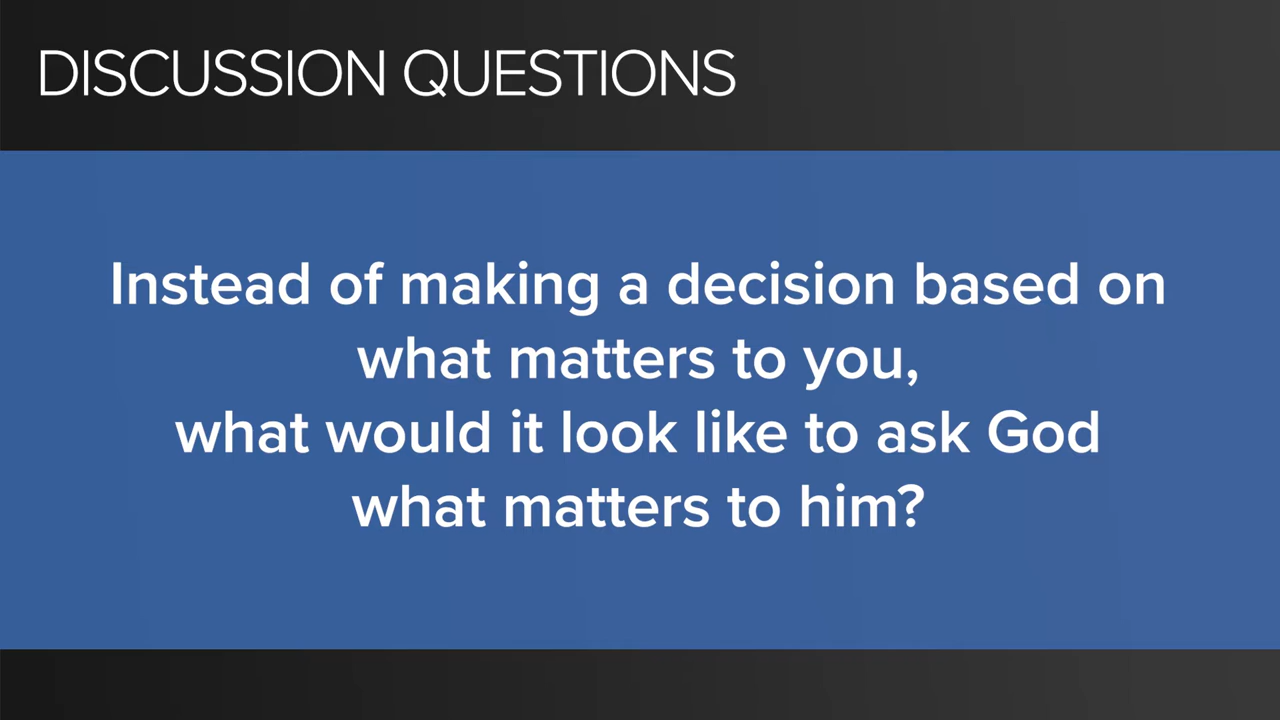 DISCUSSION QUESTIONS
Instead of making a decision based on
what matters to you,
what would it look like to ask God
what matters to him?